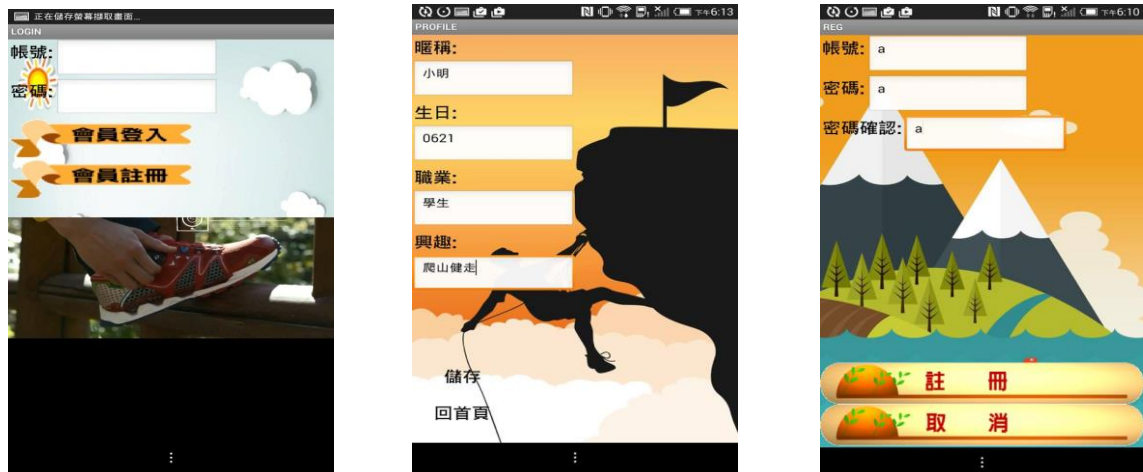 正在儲存螢幕擷取畫面...
LOGIN
帳號:
密碼:
會員登入
會員註冊
下午6:13
PROFILE
暱稱:
小明
生日:
0621
職業:
學生
興趣:
爬山健走
儲存
回首頁
下午6:10
REG
帳號: a
密碼: a
密碼確認: a
註 冊
取 消